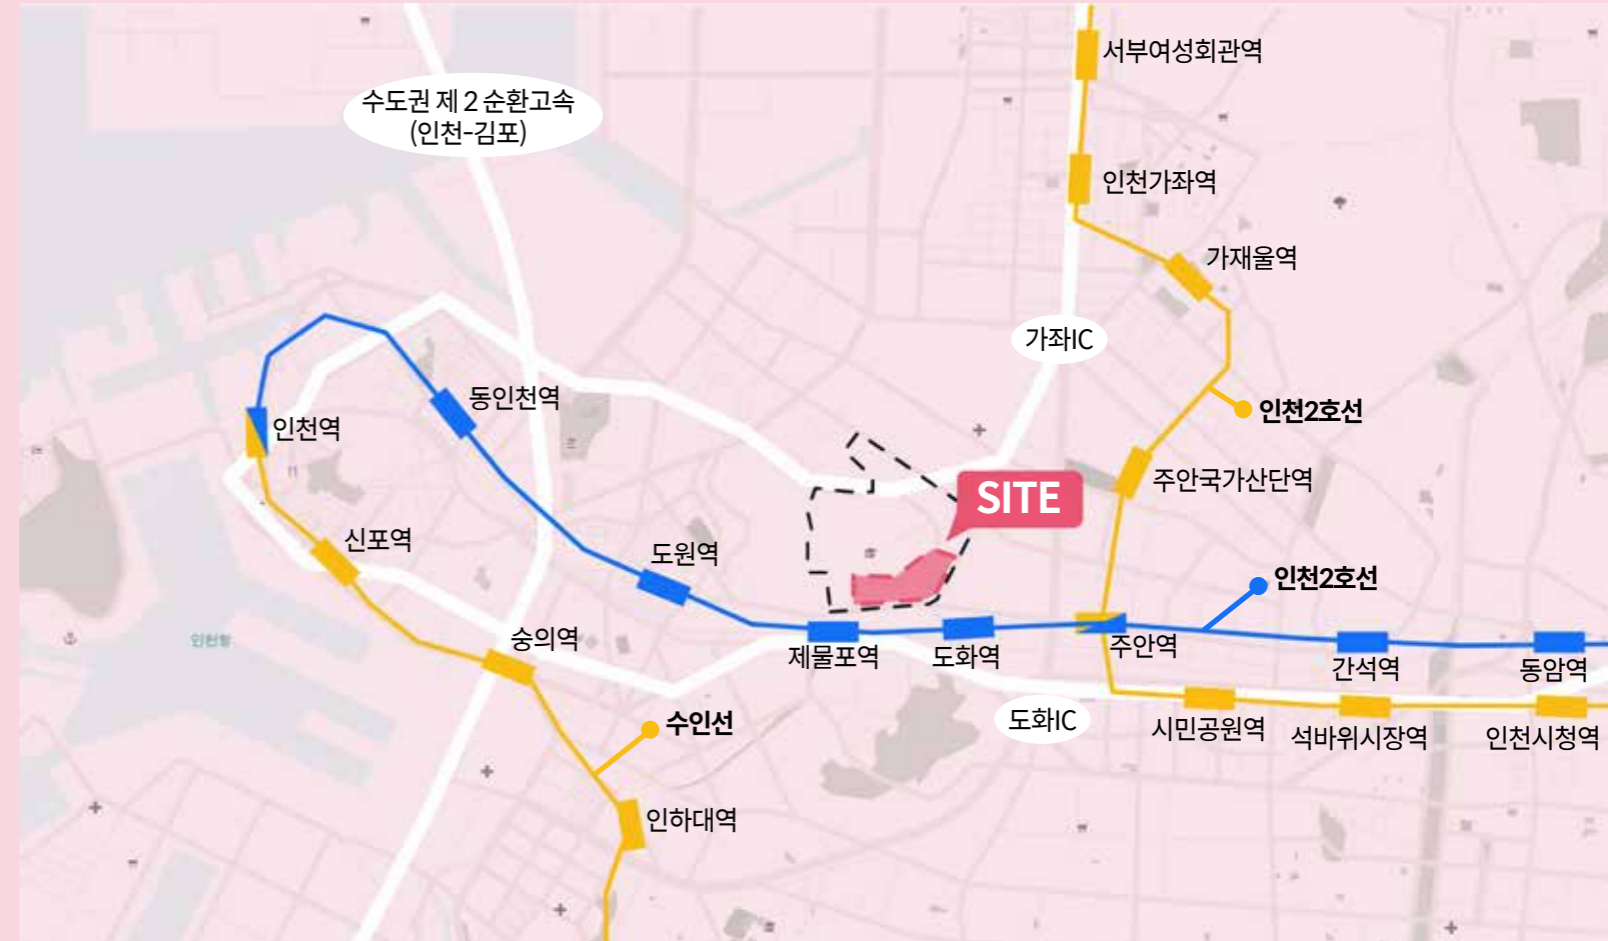 서부여성회관역
수도권 제 2 순환고속
(인천-김포)
인천가좌역
가재울역
가좌IC
동인천역
인천2호선
인천역
주안국가산단역
SITE
신포역
도원역
인천2호선
인천항
숭의역
제물포역
도화역
주안역
간석역
동암역
수인선
도화IC
시민공원역
석바위시장역
인천시청역
인하대역